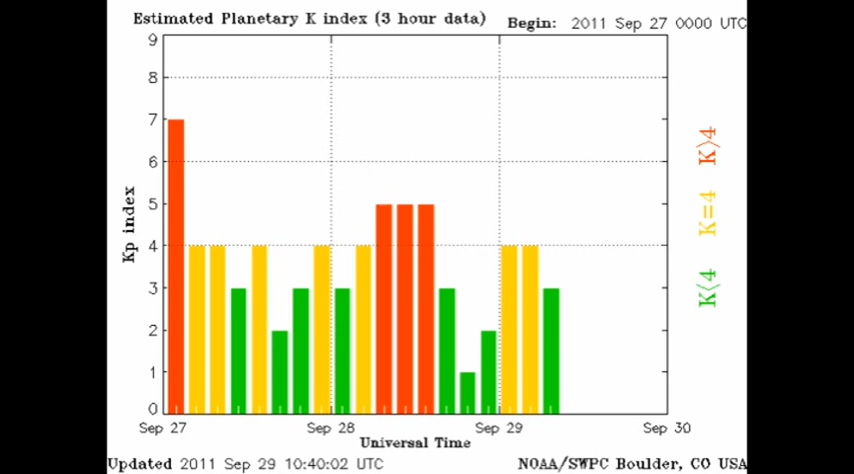 Estimated Planetary K index (3 hour data)
Begin: 2011 Sep 27 0000 UTC
9
8
7
6
5
4
3
2
1
0
Kp index
Sep 27
Sep 28
Sep 29
Sep 30
Universal Time
K>4
K=4
K<4
Updated 2011 Sep 29 10:40:02 UTC
NOAA/SWPC Boulder, CO USA